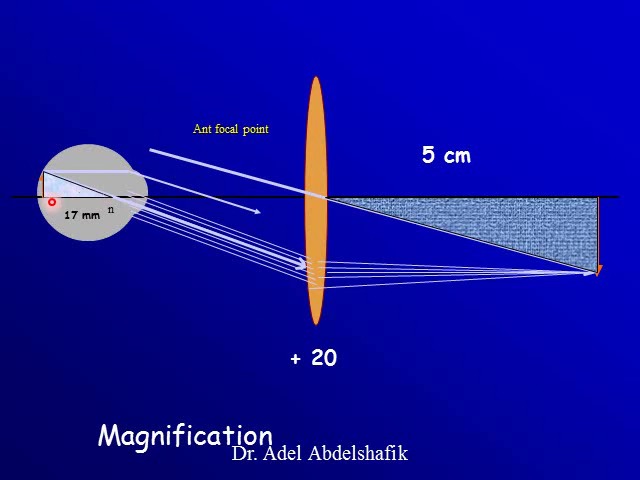 Ant focal point
5 cm
17 mm
n
+ 20
Magnification
Dr. Adel Abdelshafik